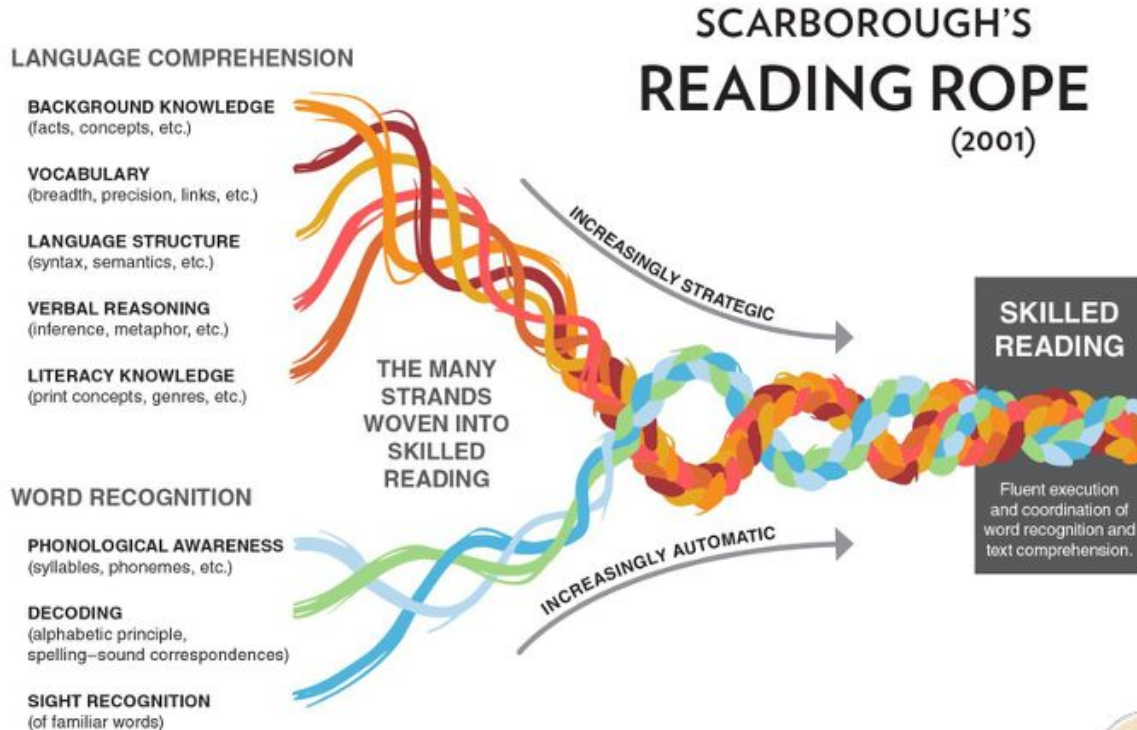 SCARBOROUGH'S
READING ROPE
(2001)
LANGUAGE COMPREHENSION
BACKGROUND KNOWLEDGE
(facts, concepts, etc.)
VOCABULARY
(breadth, precision, links, etc.)
LANGUAGE STRUCTURE
(syntax, semantics, etc.)
VERBAL REASONING
(inference, metaphor, etc.)
LITERACY KNOWLEDGE
(print concepts, genres, etc.)
THE MANY
STRANDS
WOVEN INTO
SKILLED
READING
WORD RECOGNITION
PHONOLOGICAL AWARENESS
(syllables, phonemes, etc.)
DECODING
(alphabetic principle,
spelling–sound correspondences)
SIGHT RECOGNITION
(of familiar words)
INCREASINGLY STRATEGIC
INCREASINGLY AUTOMATIC
SKILLED
READING
Fluent execution
and coordination of
word recognition and
text comprehension.